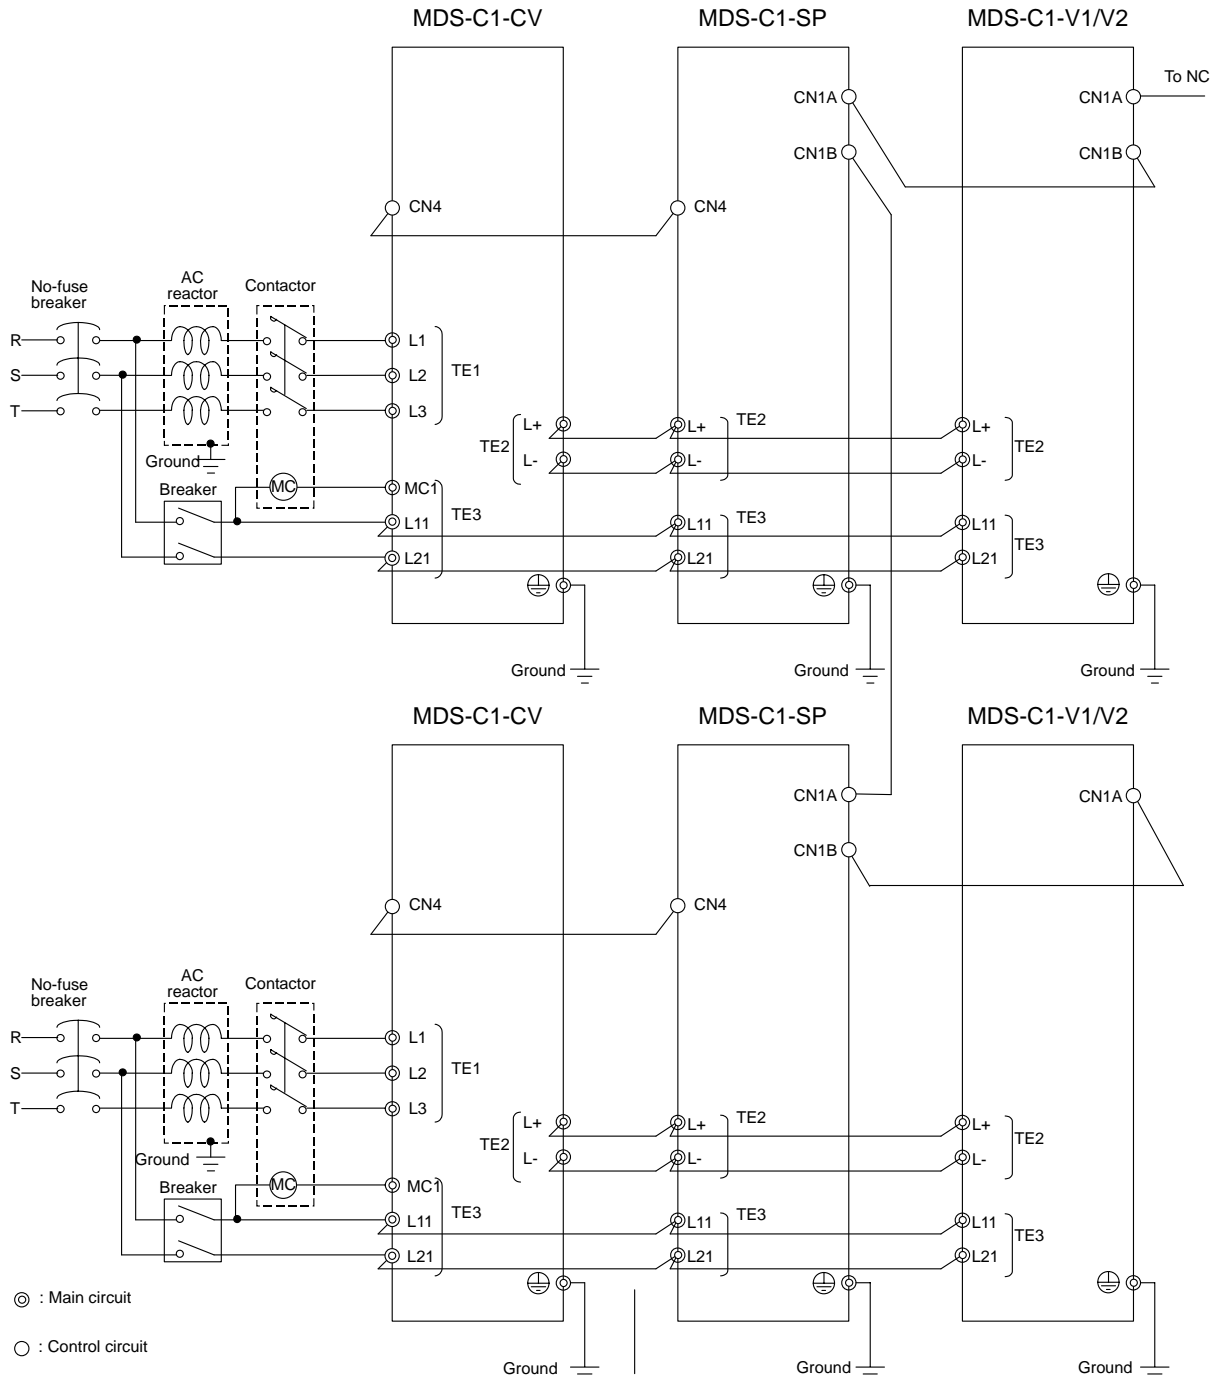 MDS-C1-CV
MDS-C1-SP
MDS-C1-V1/V2
To NC
CN1A
CN1A
CN1B
CN1B
CN4
CN4
No-fuse
breaker
AC
reactor
Contactor
R
S
T
L1
L2
L3
TE1
L+
L-
TE2
L+
L-
TE2
L+
L-
TE2
Ground
Breaker
MC
MC1
L11
L21
TE3
L11
L21
TE3
L11
L21
TE3
Ground
Ground
Ground
MDS-C1-CV
MDS-C1-SP
MDS-C1-V1/V2
CN1A
CN1A
CN1B
CN4
CN4
No-fuse
breaker
AC
reactor
Contactor
R
S
T
L1
L2
L3
TE1
L+
L-
TE2
L+
L-
TE2
L+
L-
TE2
Ground
Breaker
MC
MC1
L11
L21
TE3
L11
L21
TE3
L11
L21
TE3
: Main circuit
: Control circuit
Ground
Ground
Ground